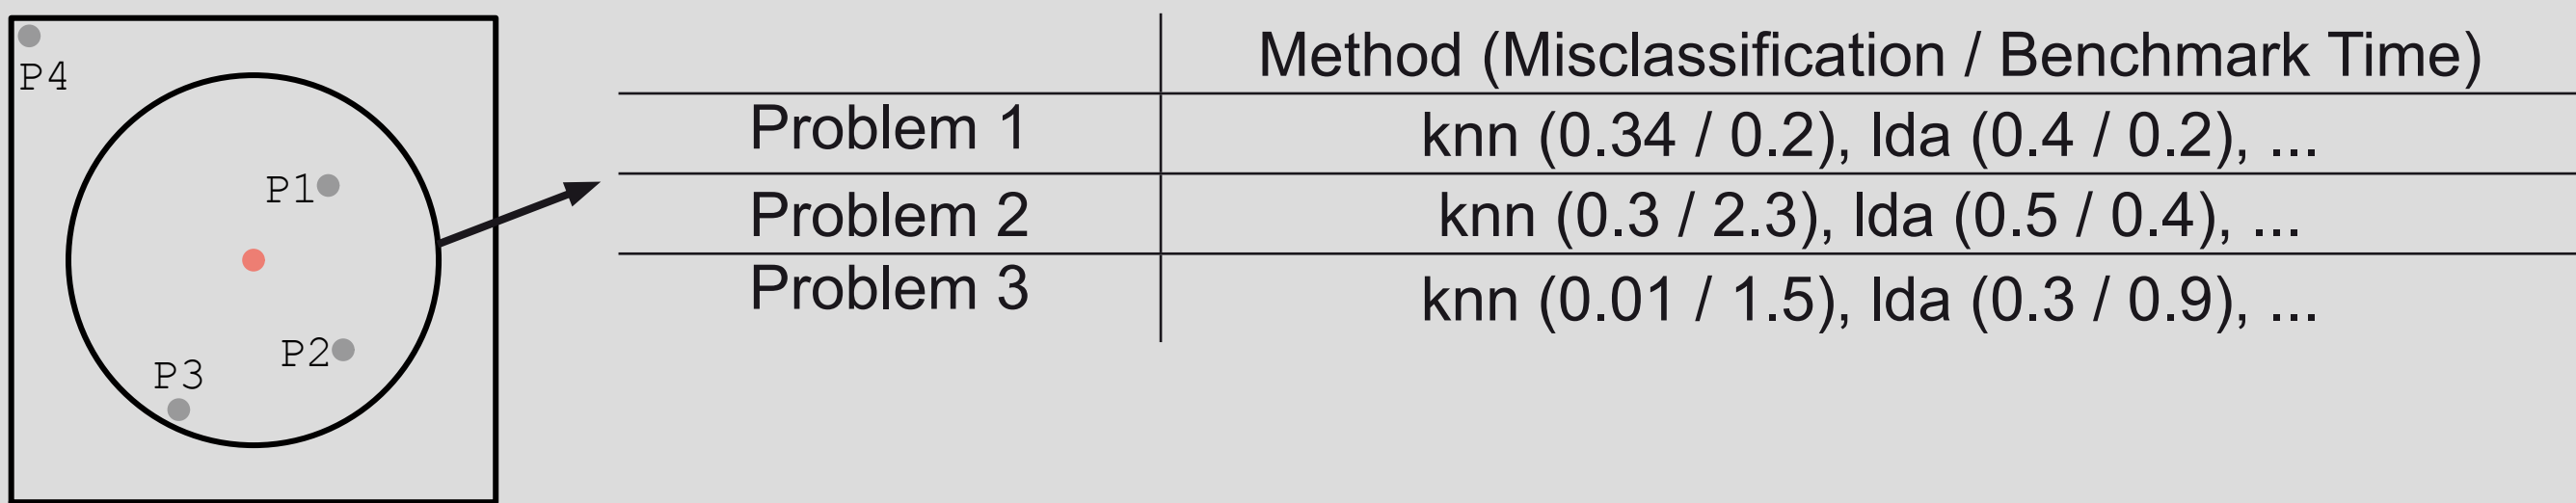 P4
P1
P2
P3
Method (Misclassification / Benchmark Time)
Problem 1 knn (0.34 / 0.2), lda (0.4 / 0.2), ...
Problem 2 knn (0.3 / 2.3), lda (0.5 / 0.4), ...
Problem 3 knn (0.01 / 1.5), lda (0.3 / 0.9), ...